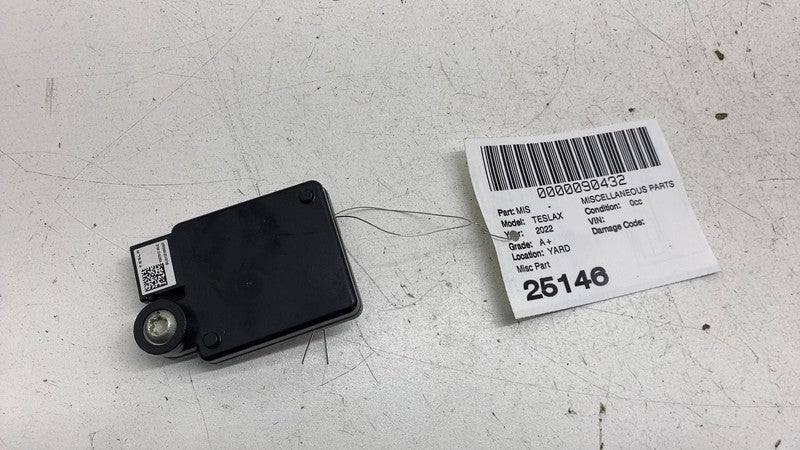 0000090432
Part: MIS - MISCELLANEOUS PARTS
Model: TESLAX Condition: 0cc
Year: 2022 VIN:
Grade: A+ Damage Code:
Location: YARD
Misc Part
25146